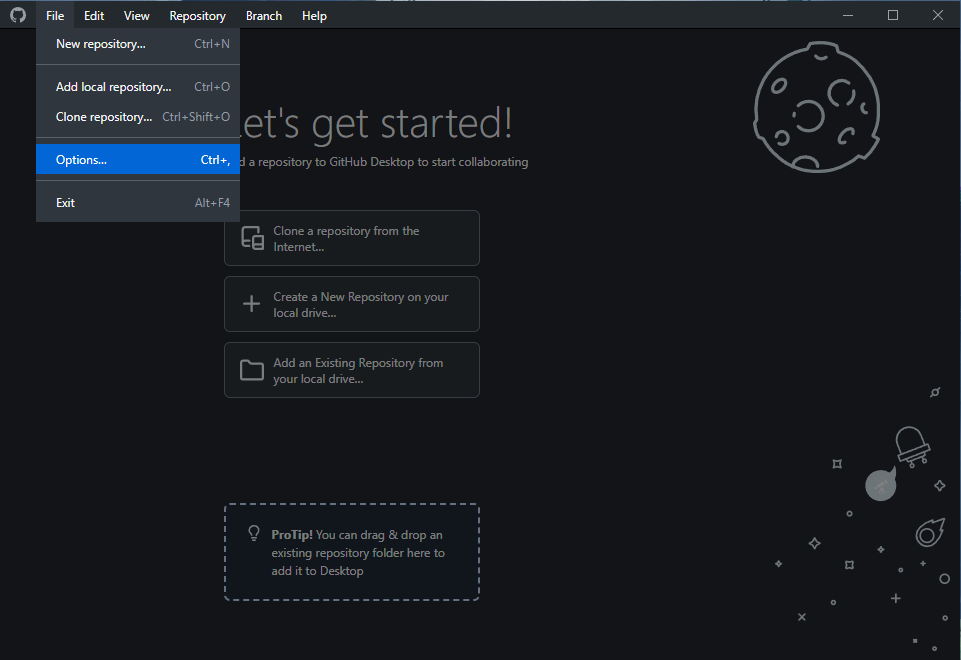 File Edit View Repository Branch Help
New repository... Ctrl+N
Add local repository... Ctrl+O
Clone repository... Ctrl+Shift+O
Options... Ctrl+,
Exit Alt+F4
et's get started!
d a repository to GitHub Desktop to start collaborating
Clone a repository from the
Internet...
Create a New Repository on your
local drive...
Add an Existing Repository from
your local drive...
ProTip! You can drag & drop an
existing repository folder here to
add it to Desktop